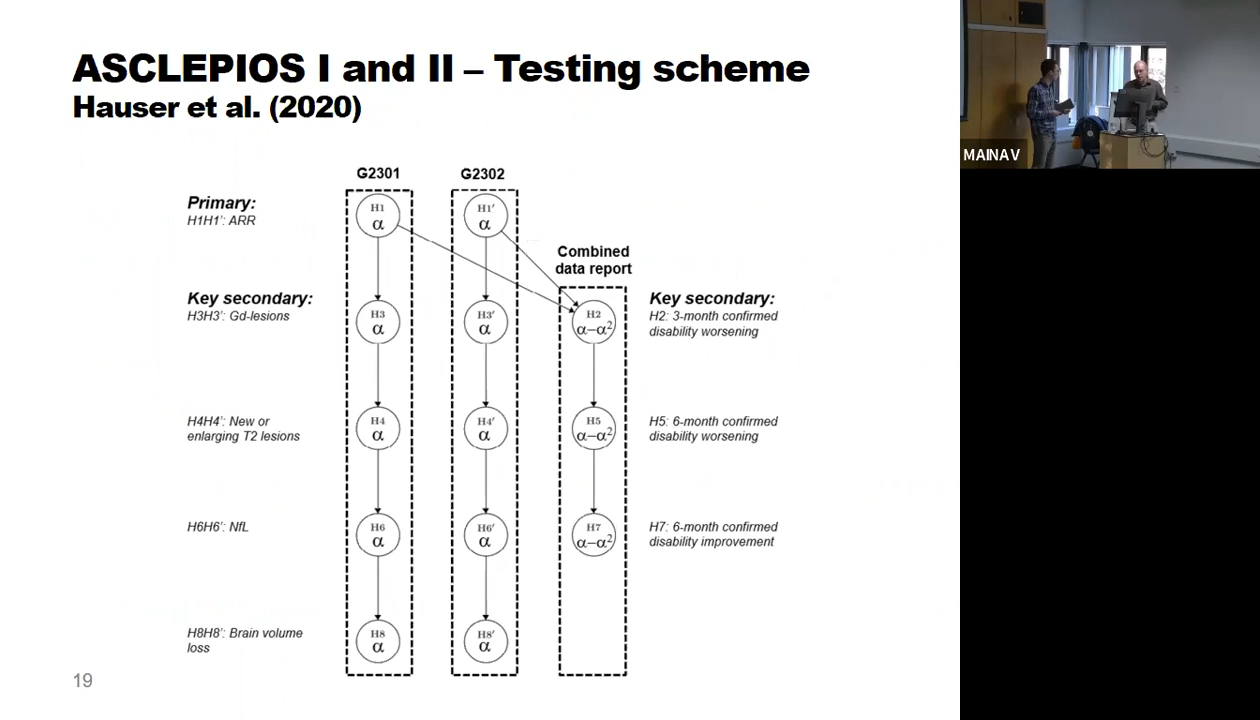 ASCLEPIOS I and II – Testing scheme
Hauser et al. (2020)
MAIN AV
G2301
G2302
Primary:
H1H1': ARR
H1
α
H1'
α
Combined
data report
Key secondary:
H3H3': Gd-lesions
H3
α
H3'
α
H2
α–α²
Key secondary:
H2: 3-month confirmed
disability worsening
H4H4': New or
enlarging T2 lesions
H4
α
H4'
α
H5
α–α²
H5: 6-month confirmed
disability worsening
H6H6': NfL
H6
α
H6'
α
H7
α–α²
H7: 6-month confirmed
disability improvement
H8H8': Brain volume
loss
H8
α
H8'
α
19